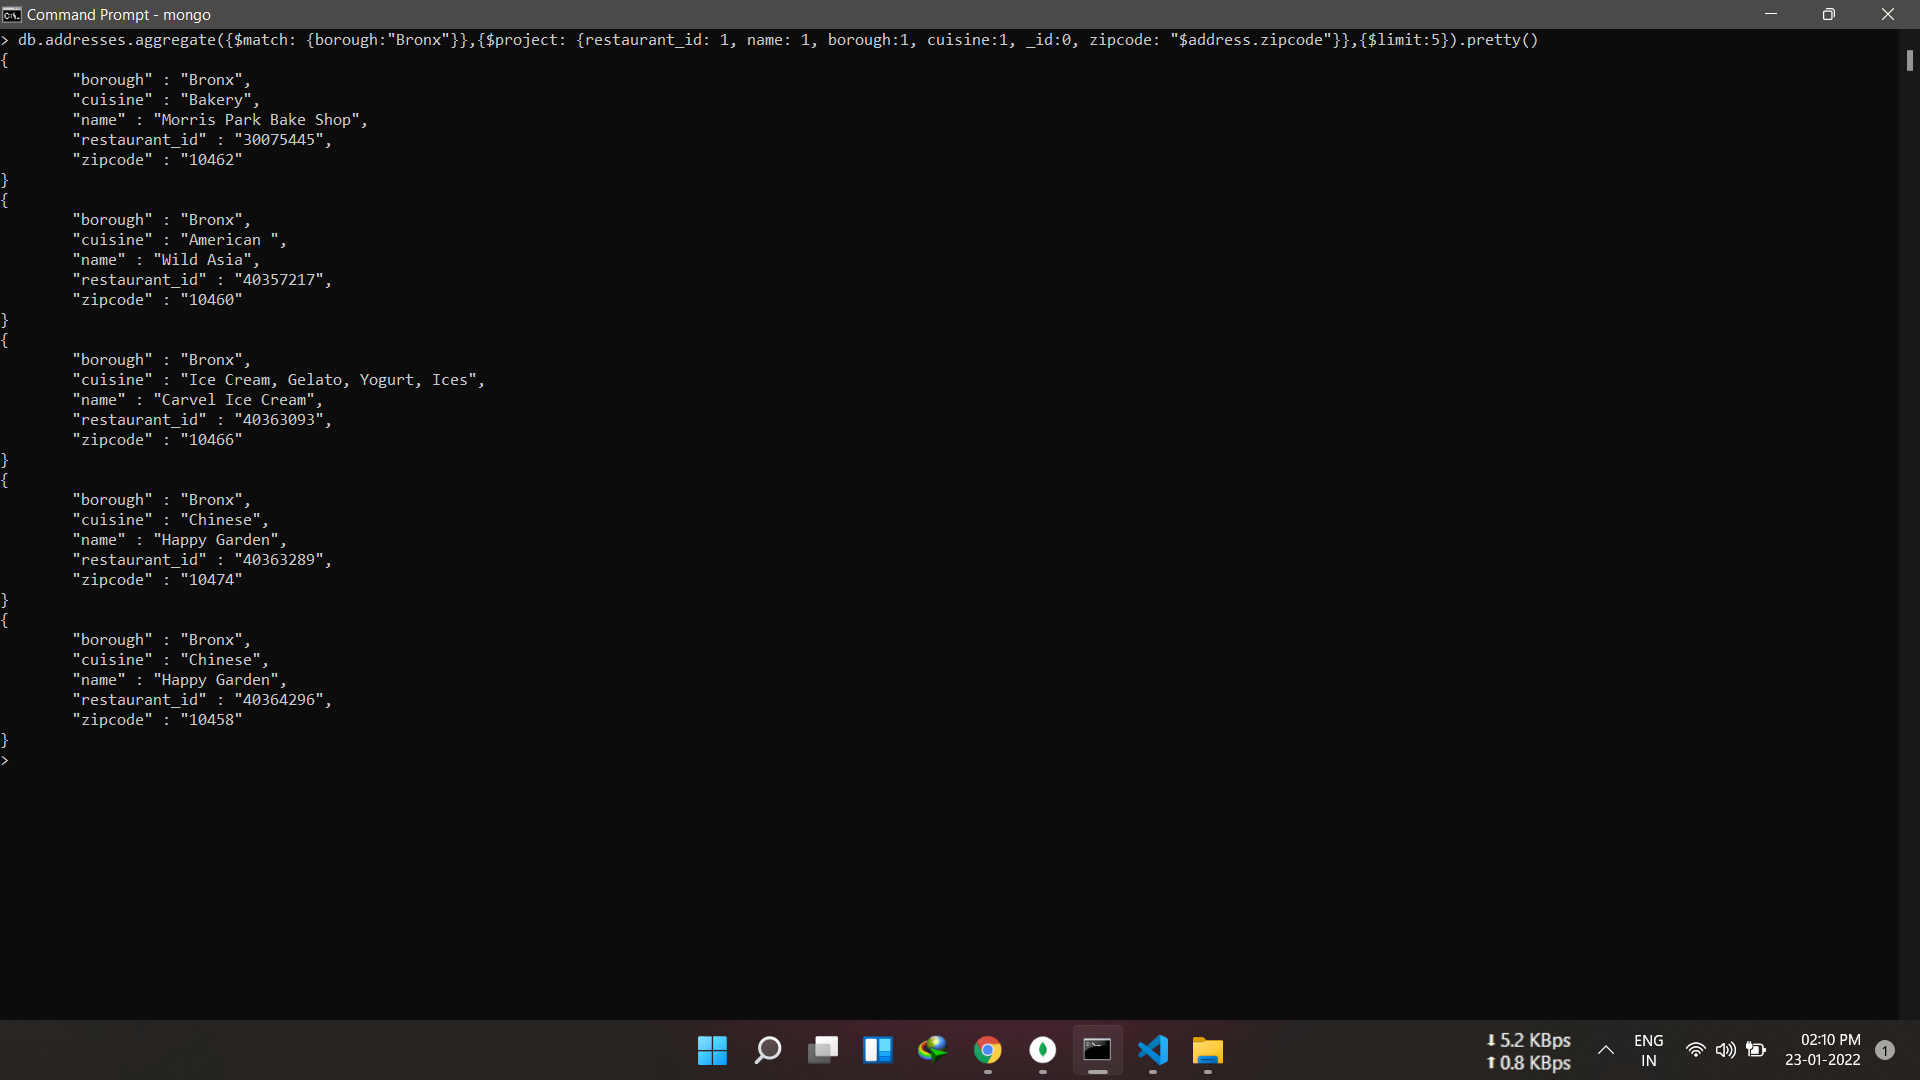 Command Prompt - mongo
> db.addresses.aggregate({$match: {borough:"Bronx"}},{$project: {restaurant_id: 1, name: 1, borough:1, cuisine:1, _id:0, zipcode: "$address.zipcode"}},{$limit:5}).pretty()
{
"borough" : "Bronx",
"cuisine" : "Bakery",
"name" : "Morris Park Bake Shop",
"restaurant_id" : "30075445",
"zipcode" : "10462"
}
{
"borough" : "Bronx",
"cuisine" : "American ",
"name" : "Wild Asia",
"restaurant_id" : "40357217",
"zipcode" : "10460"
}
{
"borough" : "Bronx",
"cuisine" : "Ice Cream, Gelato, Yogurt, Ices",
"name" : "Carvel Ice Cream",
"restaurant_id" : "40363093",
"zipcode" : "10466"
}
{
"borough" : "Bronx",
"cuisine" : "Chinese",
"name" : "Happy Garden",
"restaurant_id" : "40363289",
"zipcode" : "10474"
}
{
"borough" : "Bronx",
"cuisine" : "Chinese",
"name" : "Happy Garden",
"restaurant_id" : "40364296",
"zipcode" : "10458"
}
>
5.2 KBps
0.8 KBps
ENG
IN
02:10 PM
23-01-2022
1